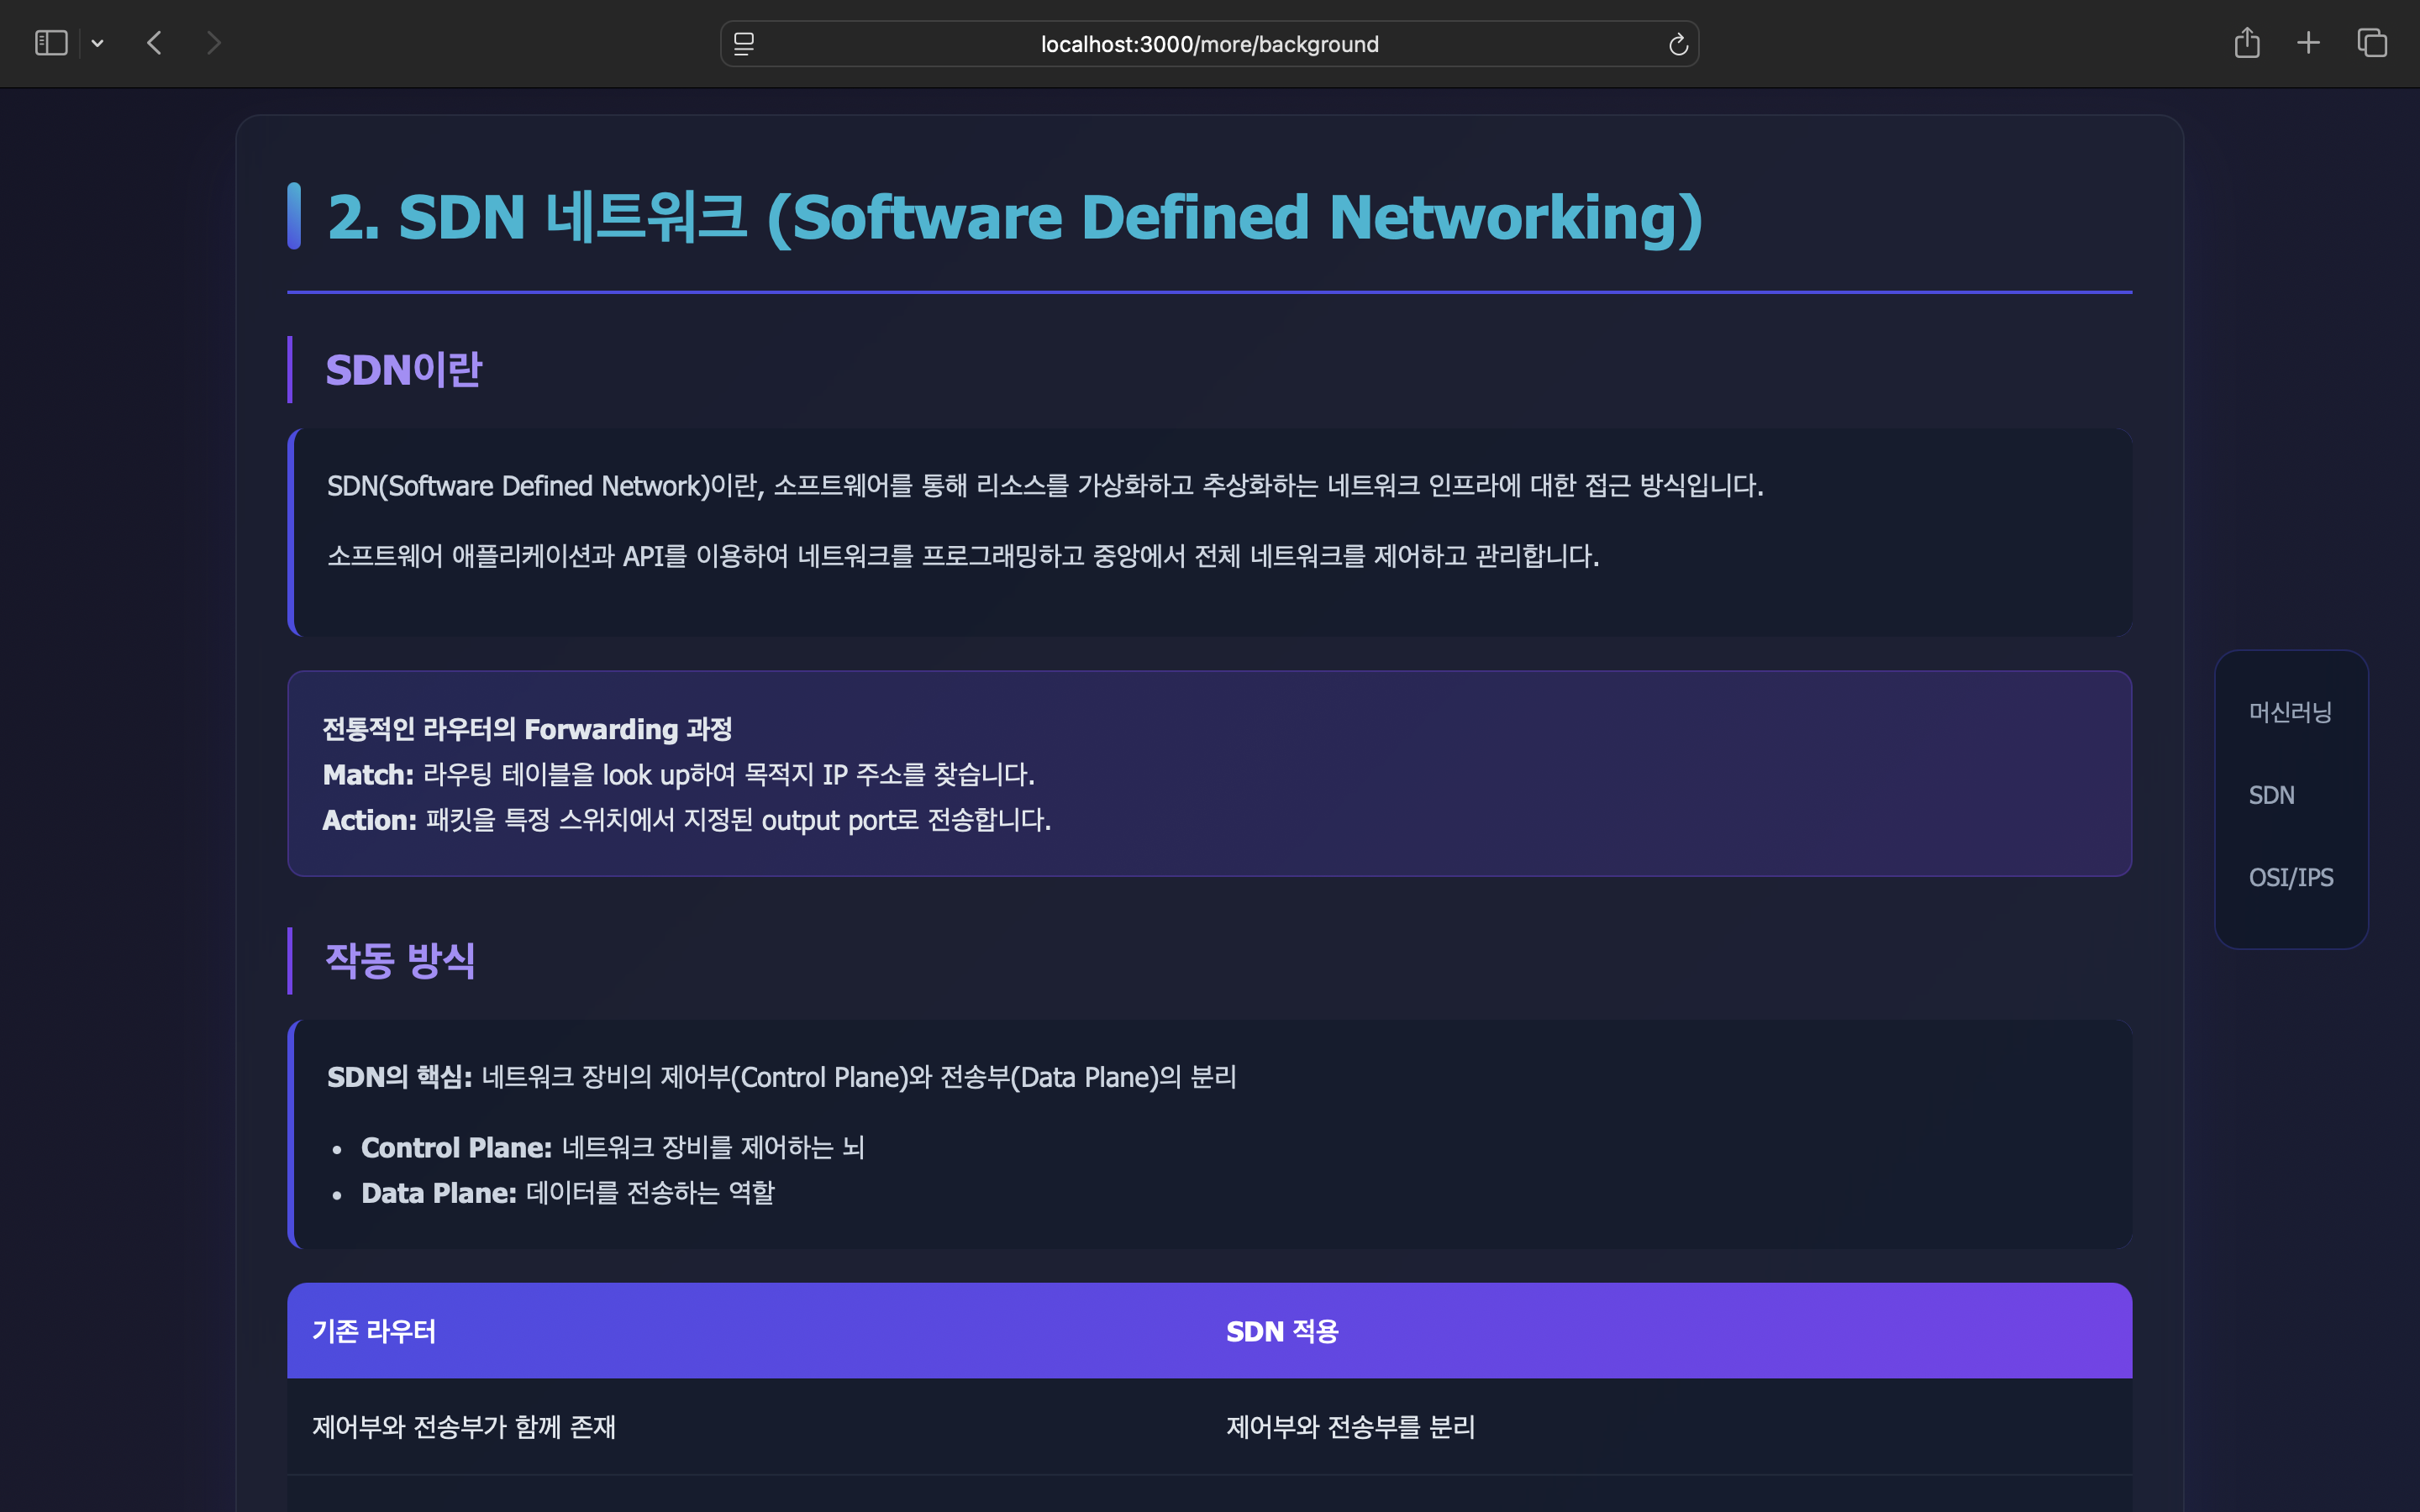 localhost:3000/more/background
2. SDN 네트워크 (Software Defined Networking)
SDN이란
SDN(Software Defined Network)이란, 소프트웨어를 통해 리소스를 가상화하고 추상화하는 네트워크 인프라에 대한 접근 방식입니다.
소프트웨어 애플리케이션과 API를 이용하여 네트워크를 프로그래밍하고 중앙에서 전체 네트워크를 제어하고 관리합니다.
전통적인 라우터의 Forwarding 과정
Match: 라우팅 테이블을 look up하여 목적지 IP 주소를 찾습니다.
Action: 패킷을 특정 스위치에서 지정된 output port로 전송합니다.
머신러닝
SDN
OSI/IPS
작동 방식
SDN의 핵심: 네트워크 장비의 제어부(Control Plane)와 전송부(Data Plane)의 분리
• Control Plane: 네트워크 장비를 제어하는 뇌
• Data Plane: 데이터를 전송하는 역할
기존 라우터 SDN 적용
제어부와 전송부가 함께 존재 제어부와 전송부를 분리